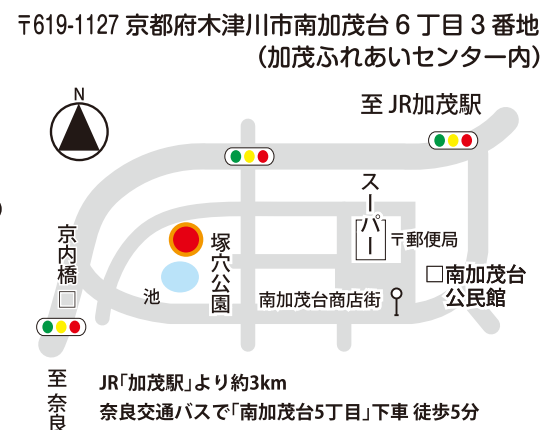 〒619-1127 京都府木津川市南加茂台6丁目3番地
（加茂ふれあいセンター内）
至 JR加茂駅
N
スーパー
〒郵便局
京内橋
塚穴公園
池
南加茂台商店街
南加茂台
公民館
至 奈良
JR「加茂駅」より約3km
奈良交通バスで「南加茂台5丁目」下車 徒歩5分